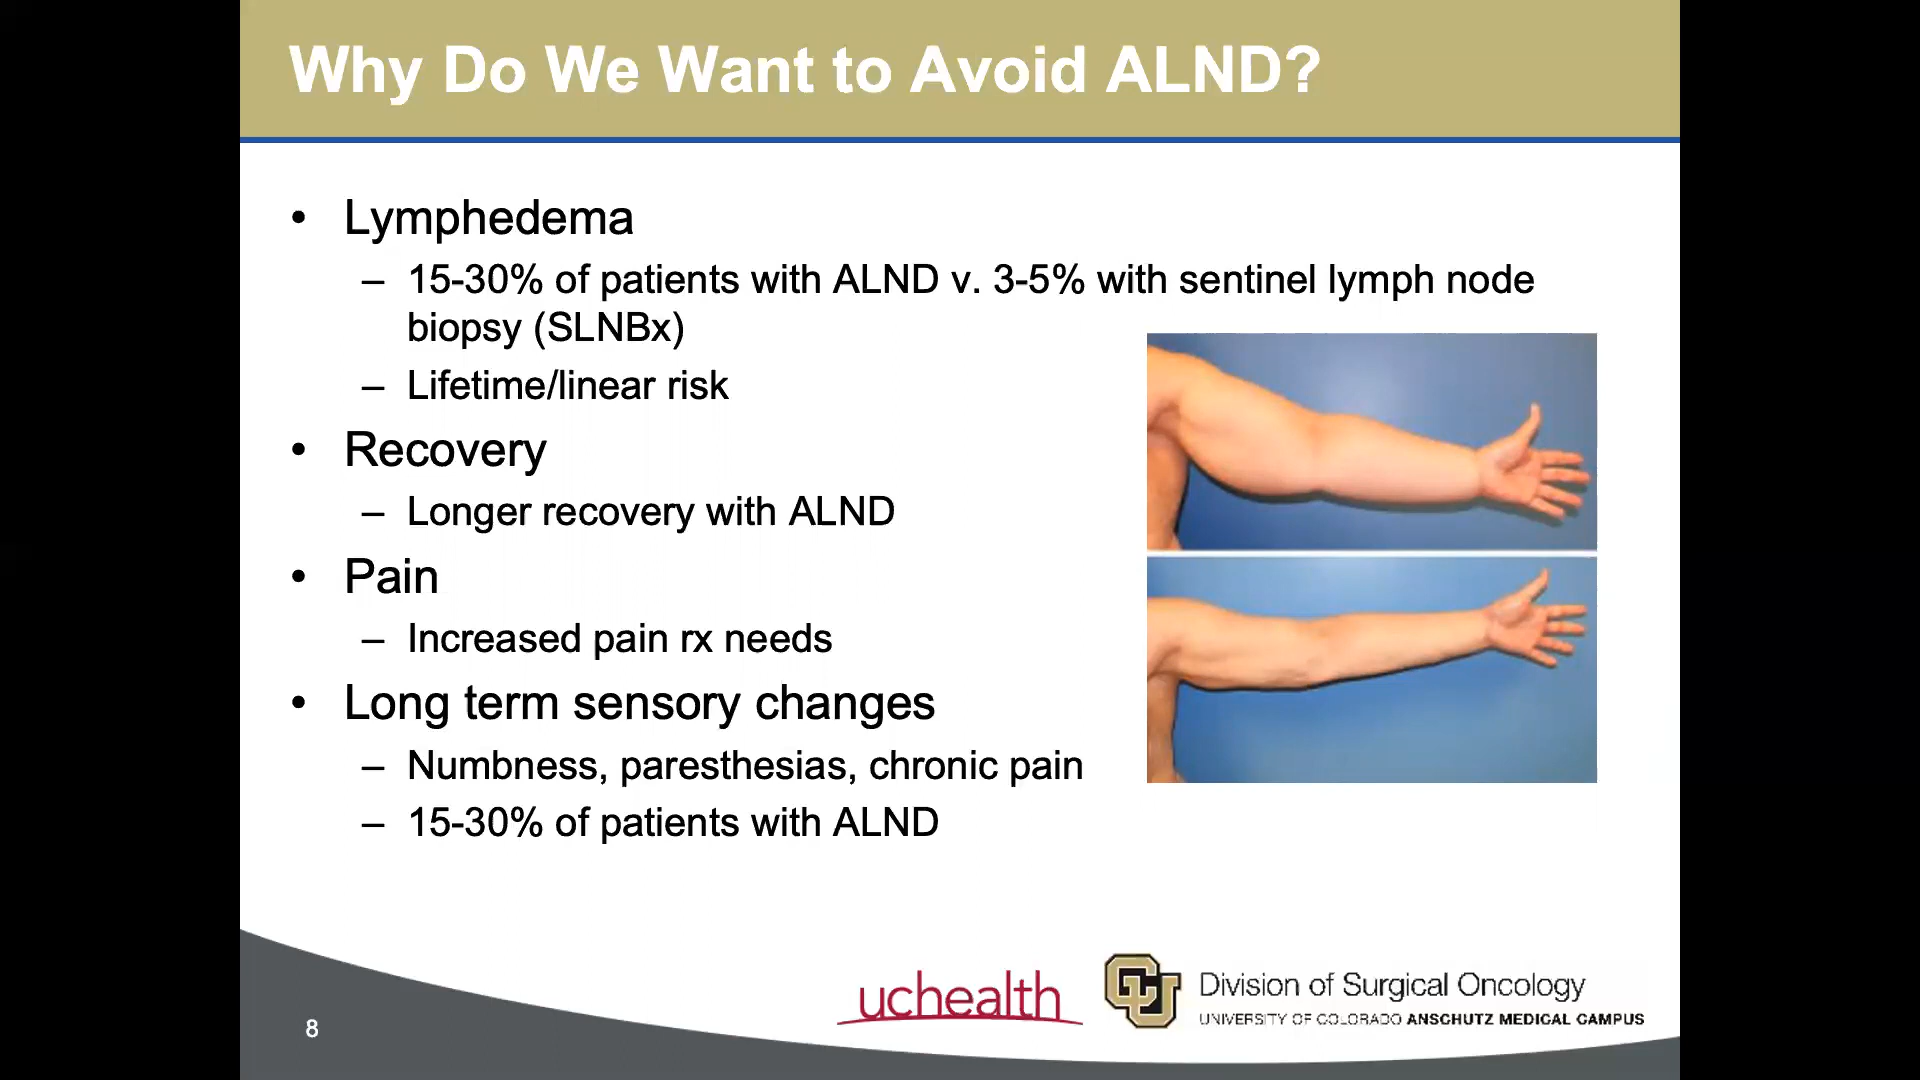 Why Do We Want to Avoid ALND?
• Lymphedema
– 15-30% of patients with ALND v. 3-5% with sentinel lymph node
biopsy (SLNBx)
– Lifetime/linear risk
• Recovery
– Longer recovery with ALND
• Pain
– Increased pain rx needs
• Long term sensory changes
– Numbness, paresthesias, chronic pain
– 15-30% of patients with ALND
8
uchealth
CU
Division of Surgical Oncology
UNIVERSITY OF COLORADO ANSCHUTZ MEDICAL CAMPUS